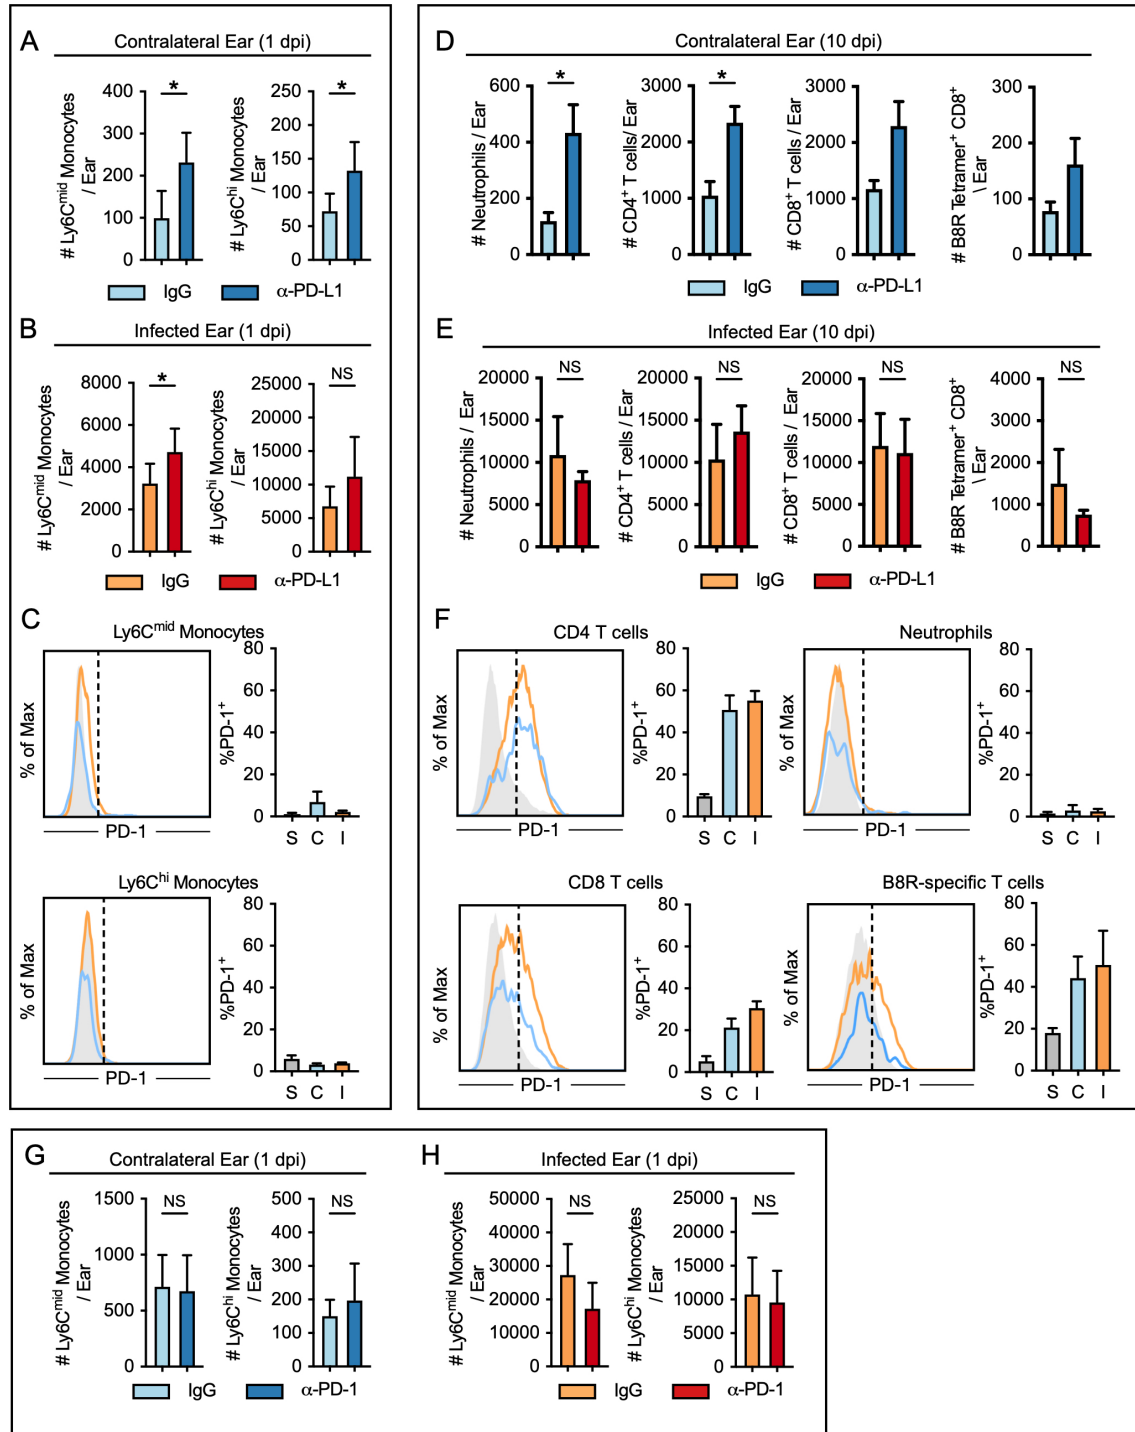 A
Contralateral Ear (1 dpi)
# Ly6Cmid Monocytes
/ Ear
400
300
200
100
0
*
# Ly6Chi Monocytes
/ Ear
250
200
150
100
50
0
*
IgG
α-PD-L1
B
Infected Ear (1 dpi)
# Ly6Cmid Monocytes
/ Ear
8000
6000
4000
2000
0
*
# Ly6Chi Monocytes
/ Ear
25000
20000
15000
10000
5000
0
NS
IgG
α-PD-L1
C
Ly6Cmid Monocytes
% of Max
PD-1
%PD-1+
80
60
40
20
0
S C I
Ly6Chi Monocytes
% of Max
PD-1
%PD-1+
80
60
40
20
0
S C I
D
Contralateral Ear (10 dpi)
# Neutrophils / Ear
600
400
200
0
*
# CD4+ T cells/ Ear
3000
2000
1000
0
*
# CD8+ T cells / Ear
3000
2000
1000
0
# B8R Tetramer+ CD8+
\ Ear
300
200
100
0
IgG
α-PD-L1
E
Infected Ear (10 dpi)
# Neutrophils / Ear
20000
15000
10000
5000
0
NS
# CD4+ T cells / Ear
20000
15000
10000
5000
0
NS
# CD8+ T cells / Ear
20000
15000
10000
5000
0
NS
# B8R Tetramer+ CD8+
\ Ear
4000
3000
2000
1000
0
NS
IgG
α-PD-L1
F
CD4 T cells
% of Max
PD-1
%PD-1+
80
60
40
20
0
S C I
Neutrophils
% of Max
PD-1
%PD-1+
80
60
40
20
0
S C I
CD8 T cells
% of Max
PD-1
%PD-1+
80
60
40
20
0
S C I
B8R-specific T cells
% of Max
PD-1
%PD-1+
80
60
40
20
0
S C I
G
Contralateral Ear (1 dpi)
# Ly6Cmid Monocytes
/ Ear
1500
1000
500
0
NS
# Ly6Chi Monocytes
/ Ear
500
400
300
200
100
0
NS
IgG
α-PD-1
H
Infected Ear (1 dpi)
# Ly6Cmid Monocytes
/ Ear
50000
40000
30000
20000
10000
0
NS
# Ly6Chi Monocytes
/ Ear
25000
20000
15000
10000
5000
0
NS
IgG
α-PD-1